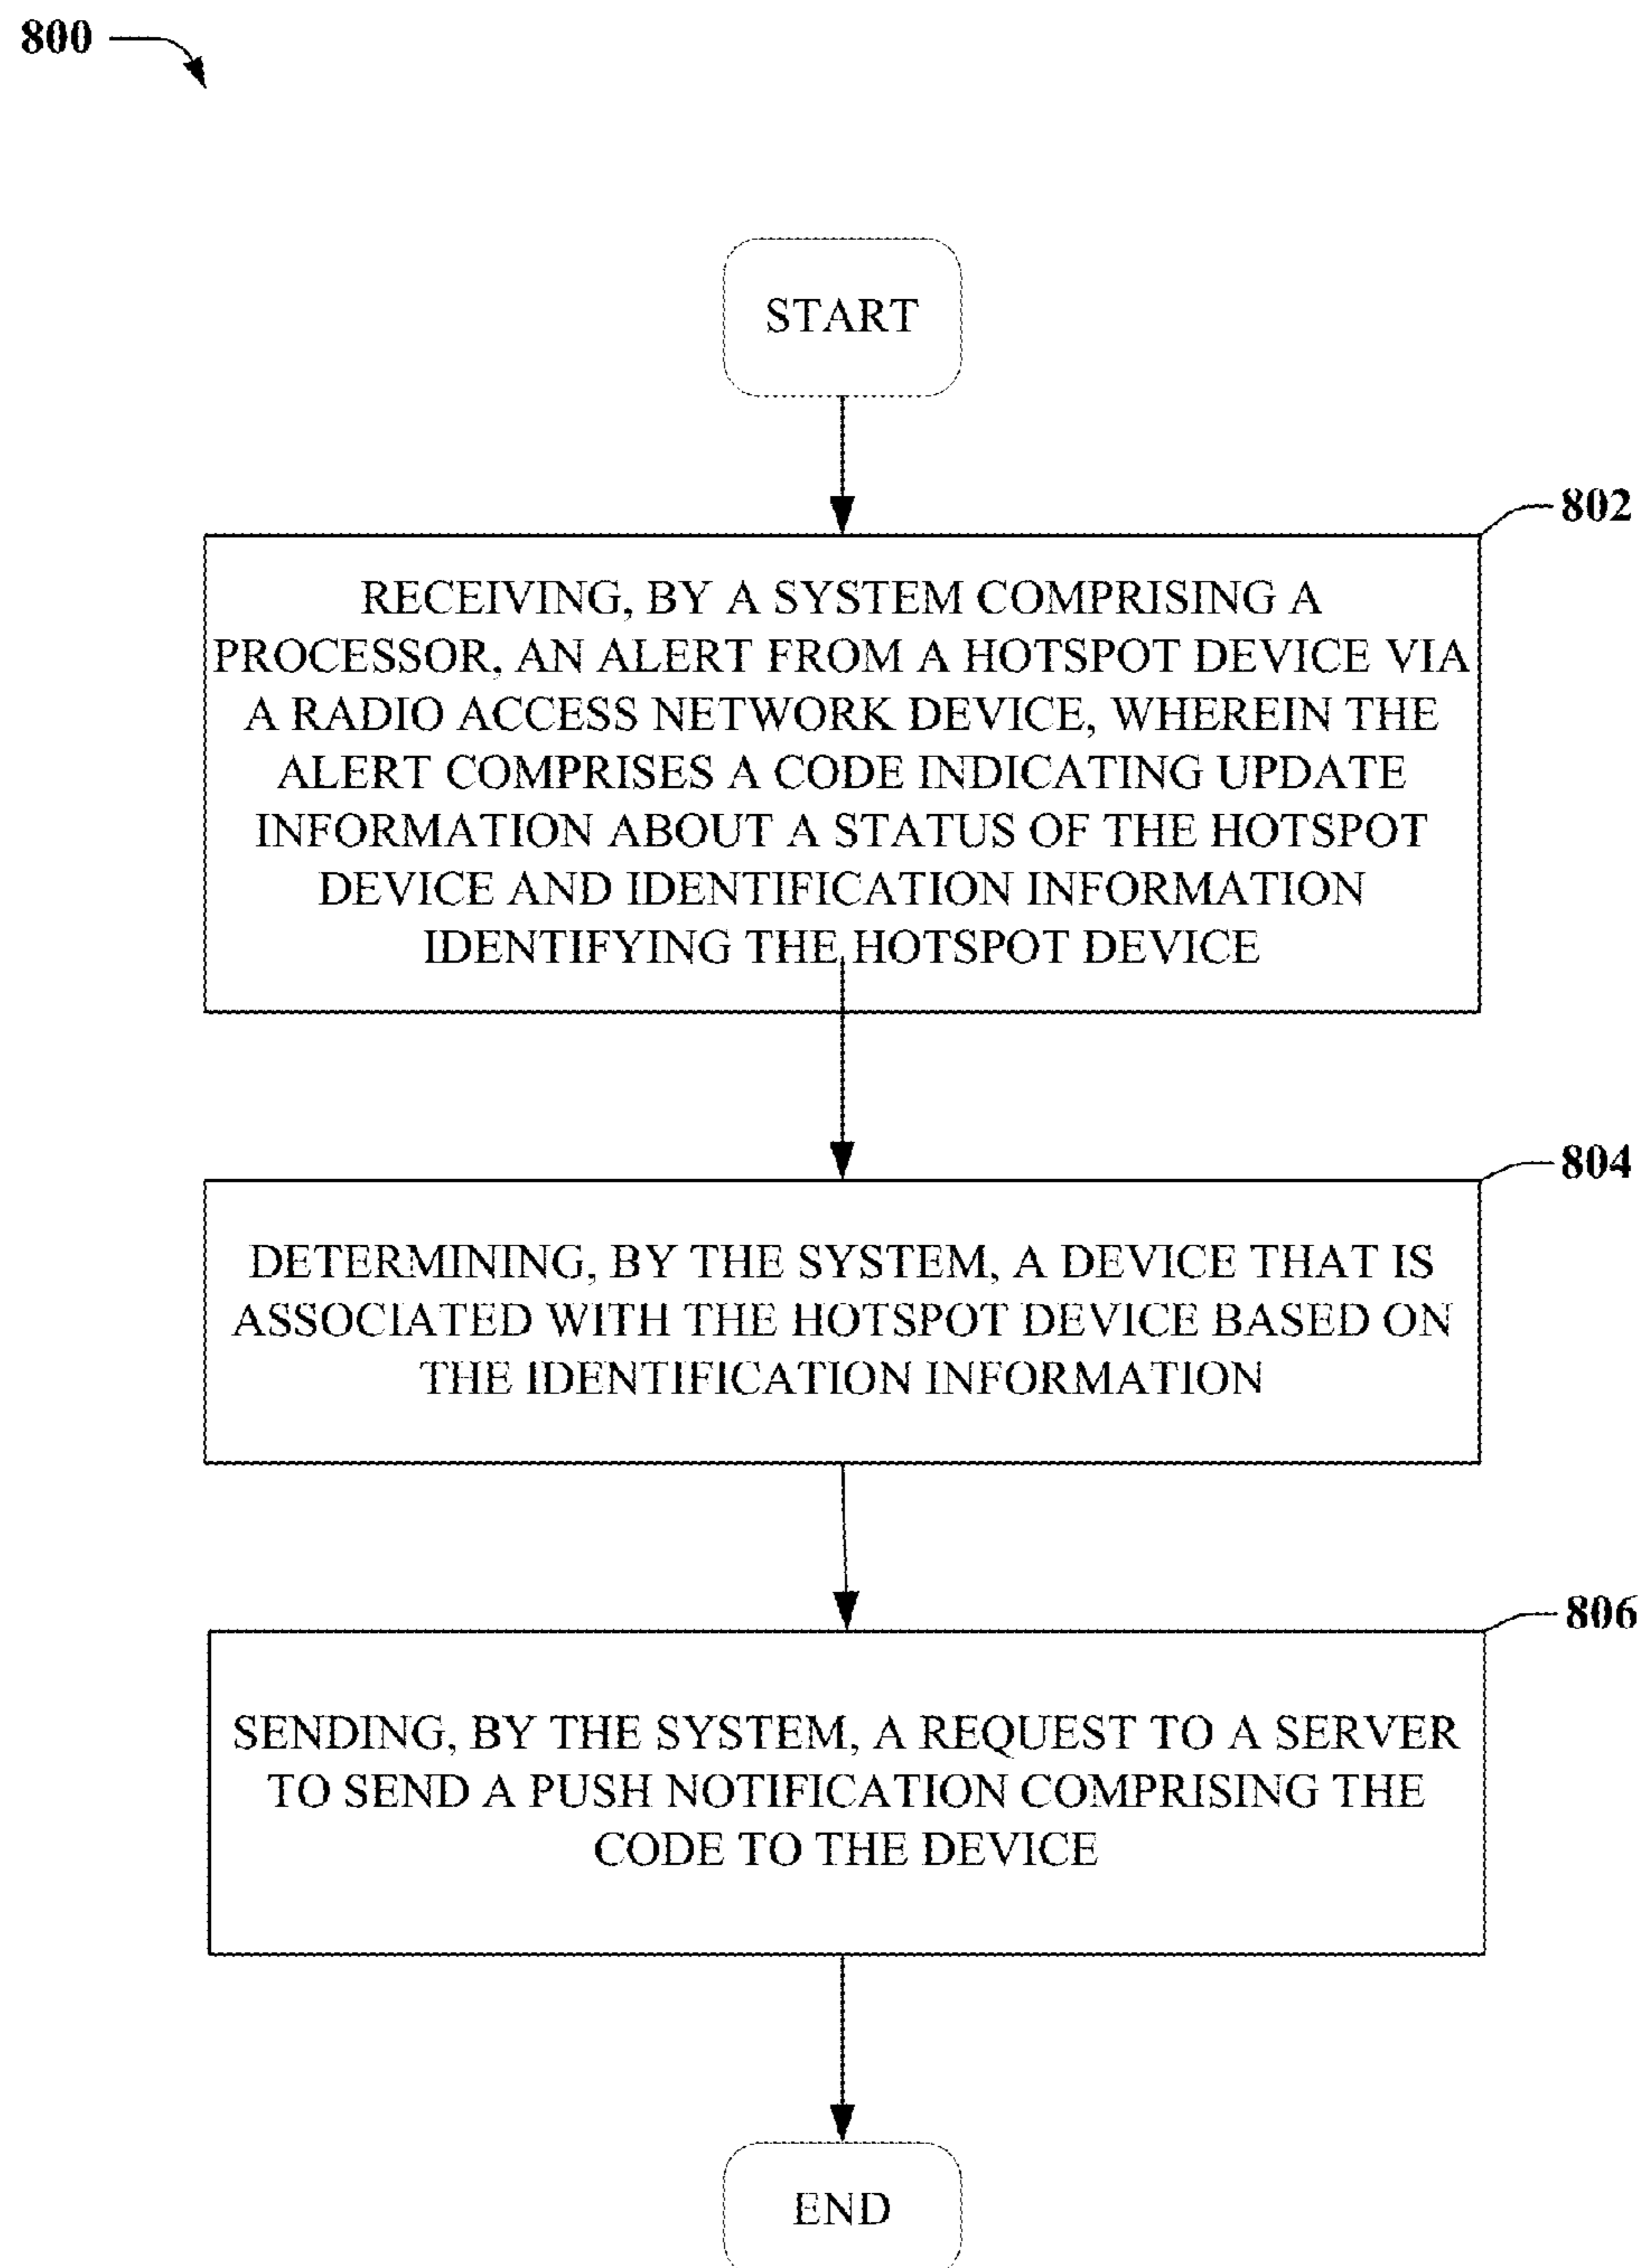 800
START
802
RECEIVING, BY A SYSTEM COMPRISING A
PROCESSOR, AN ALERT FROM A HOTSPOT DEVICE VIA
A RADIO ACCESS NETWORK DEVICE, WHEREIN THE
ALERT COMPRISES A CODE INDICATING UPDATE
INFORMATION ABOUT A STATUS OF THE HOTSPOT
DEVICE AND IDENTIFICATION INFORMATION
IDENTIFYING THE HOTSPOT DEVICE
804
DETERMINING, BY THE SYSTEM, A DEVICE THAT IS
ASSOCIATED WITH THE HOTSPOT DEVICE BASED ON
THE IDENTIFICATION INFORMATION
806
SENDING, BY THE SYSTEM, A REQUEST TO A SERVER
TO SEND A PUSH NOTIFICATION COMPRISING THE
CODE TO THE DEVICE
END